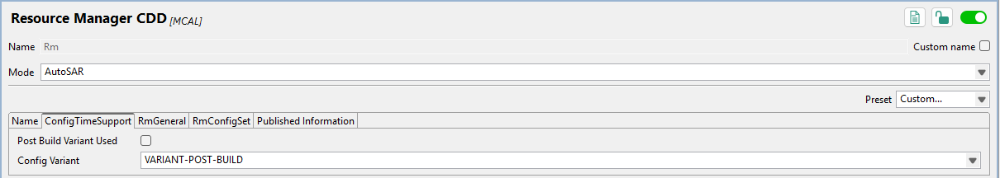 Resource Manager CDD [MCAL]
Name Rm Custom name
Mode AutoSAR
Preset Custom...
Name ConfigTimeSupport RmGeneral RmConfigSet Published Information
Post Build Variant Used
Config Variant VARIANT-POST-BUILD